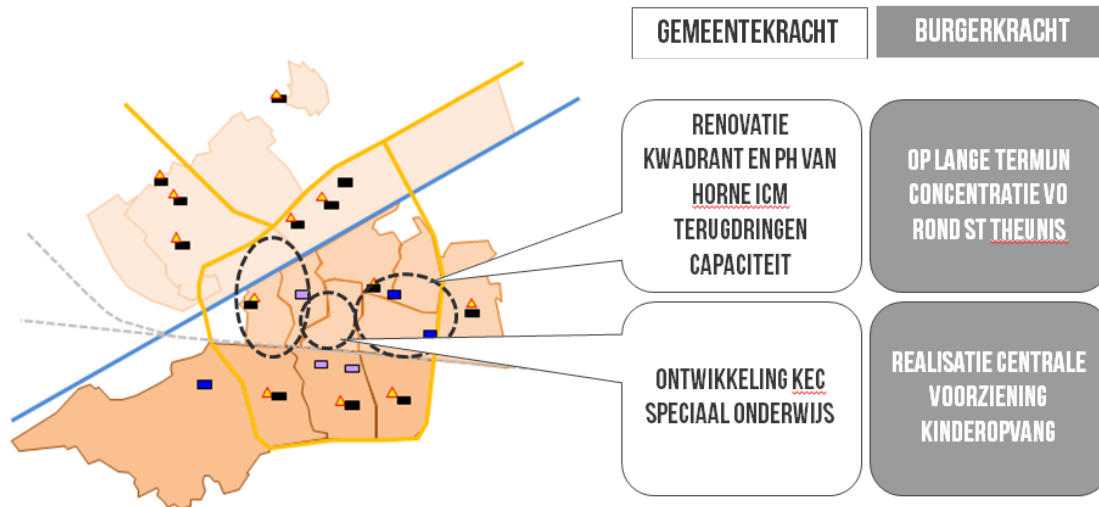 GEMEENTEKRACHT
BURGERKRACHT
RENOVATIE
KWADRANT EN PH VAN
HORNE ICM
TERUGDRINGEN
CAPACITEIT
OP LANGE TERMIJN
CONCENTRATIE VO
ROND ST THEUNIS
ONTWIKKELING KEC
SPECIAAL ONDERWIJS
REALISATIE CENTRALE
VOORZIENING
KINDEROPVANG